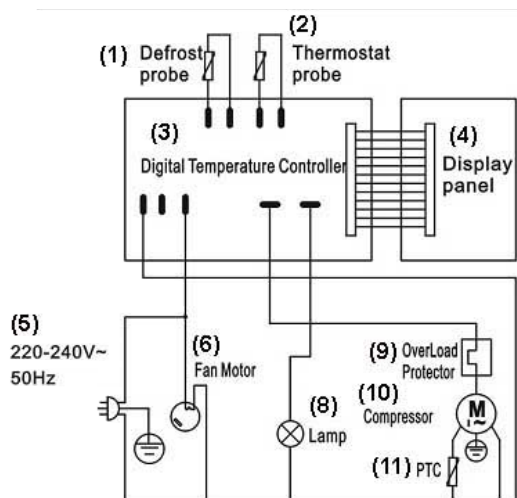 (1) Defrost
probe
(2)
Thermostat
probe
(3)
Digital Temperature Controller
(4)
Display
panel
(5)
220-240V~
50Hz
(6)
Fan Motor
(8)
Lamp
(9) OverLoad
Protector
(10)
Compressor
M
1~
(11) PTC